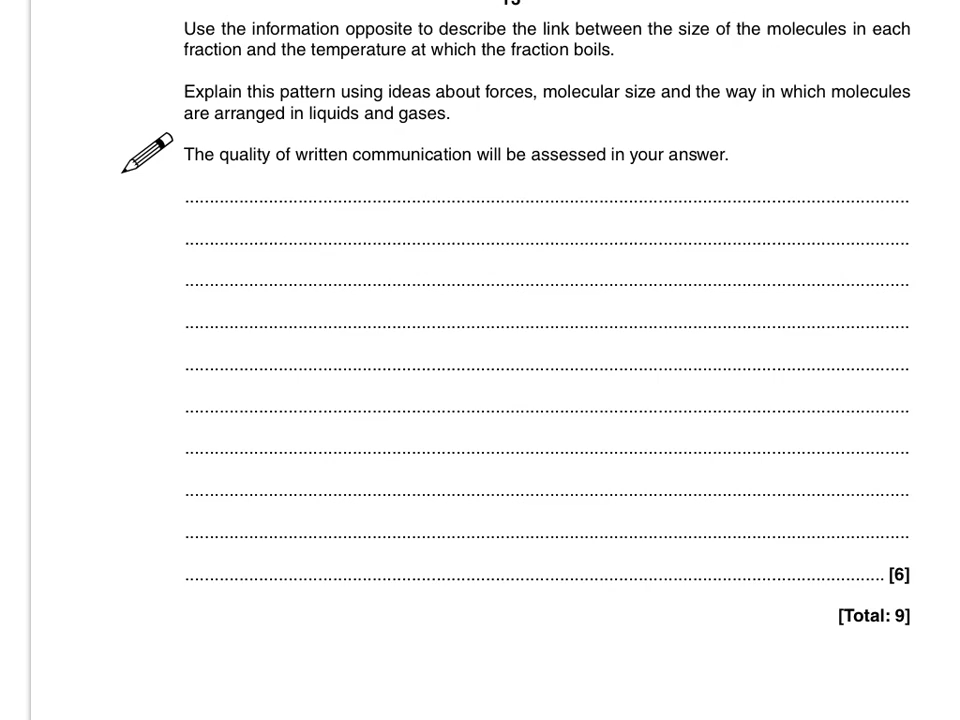 Use the information opposite to describe the link between the size of the molecules in each
fraction and the temperature at which the fraction boils.
Explain this pattern using ideas about forces, molecular size and the way in which molecules
are arranged in liquids and gases.
The quality of written communication will be assessed in your answer.
[6]
[Total: 9]